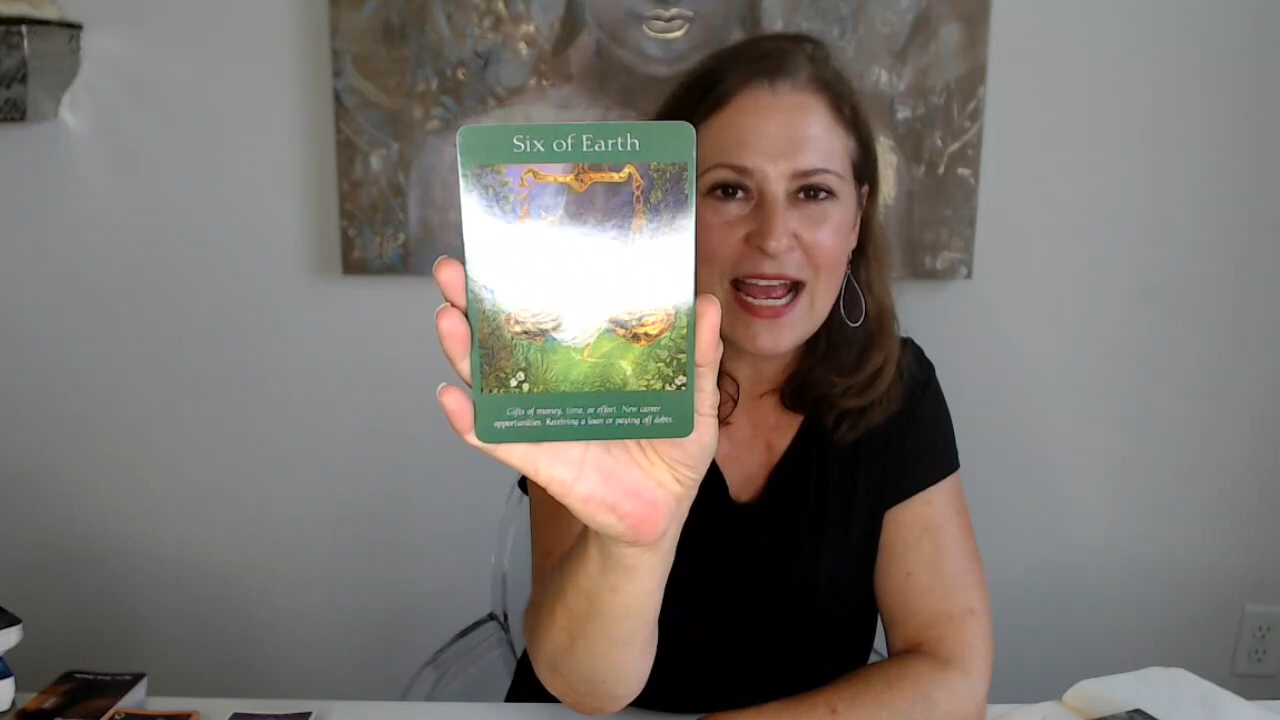 Six of Earth
Gifts of money, time, or effort. New career
opportunities. Receiving a loan or paying off debts.